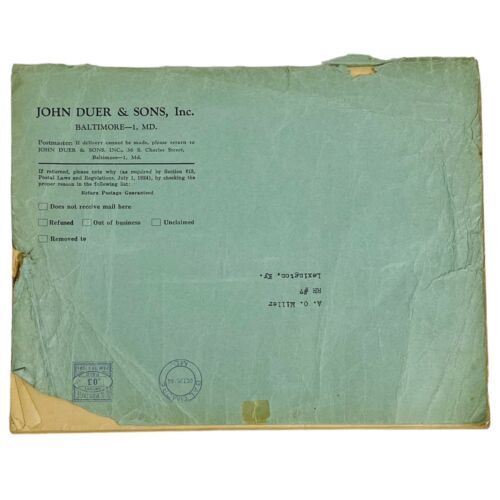 JOHN DUER & SONS, Inc.
BALTIMORE—1, MD.
Postmaster: If delivery cannot be made, please return to
JOHN DUER & SONS, INC., 36 S. Charles Street,
Baltimore—1, Md.
If returned, please note why (as required by Section 613,
Postal Laws and Regulations, July 1, 1924), by checking the
proper reason in the following list:
Return Postage Guaranteed
Does not receive mail here
Refused Out of business Unclaimed
Removed to
A. O. Miller
RR #7
Lexington, Ky.
.03